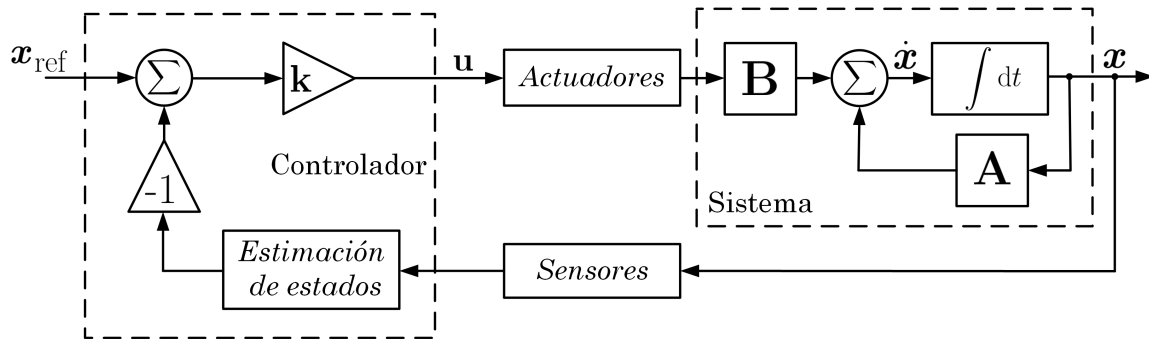 x_ref
Σ
k
u
Actuadores
B
Σ
ẋ
∫ dt
x
-1
Controlador
A
Sistema
Estimación
de estados
Sensores